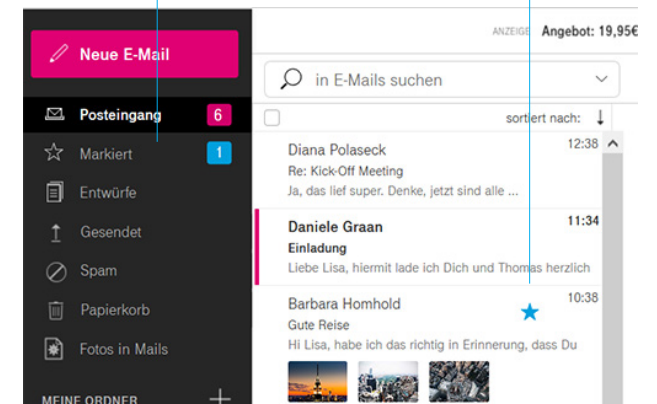 ANZEIGE Angebot: 19,95€
Neue E-Mail
in E-Mails suchen
Posteingang 6
sortiert nach:
Markiert 1
Entwürfe
Gesendet
Spam
Papierkorb
Fotos in Mails
MEINE ORDNER
Diana Polaseck 12:38
Re: Kick-Off Meeting
Ja, das lief super. Denke, jetzt sind alle ...
Daniele Graan 11:34
Einladung
Liebe Lisa, hiermit lade ich Dich und Thomas herzlich
Barbara Homhold 10:38
Gute Reise
Hi Lisa, habe ich das richtig in Erinnerung, dass Du